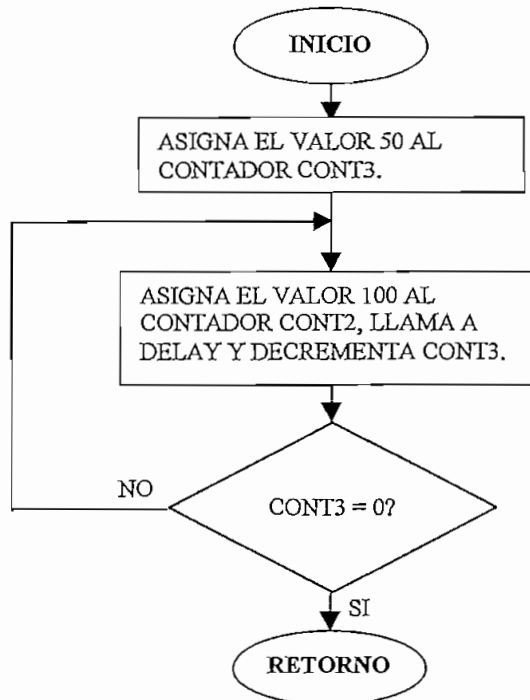 INICIO
ASIGNA EL VALOR 50 AL
CONTADOR CONT3.
ASIGNA EL VALOR 100 AL
CONTADOR CONT2, LLAMA A
DELAY Y DECREMENTA CONT3.
NO
CONT3 = 0?
SI
RETORNO